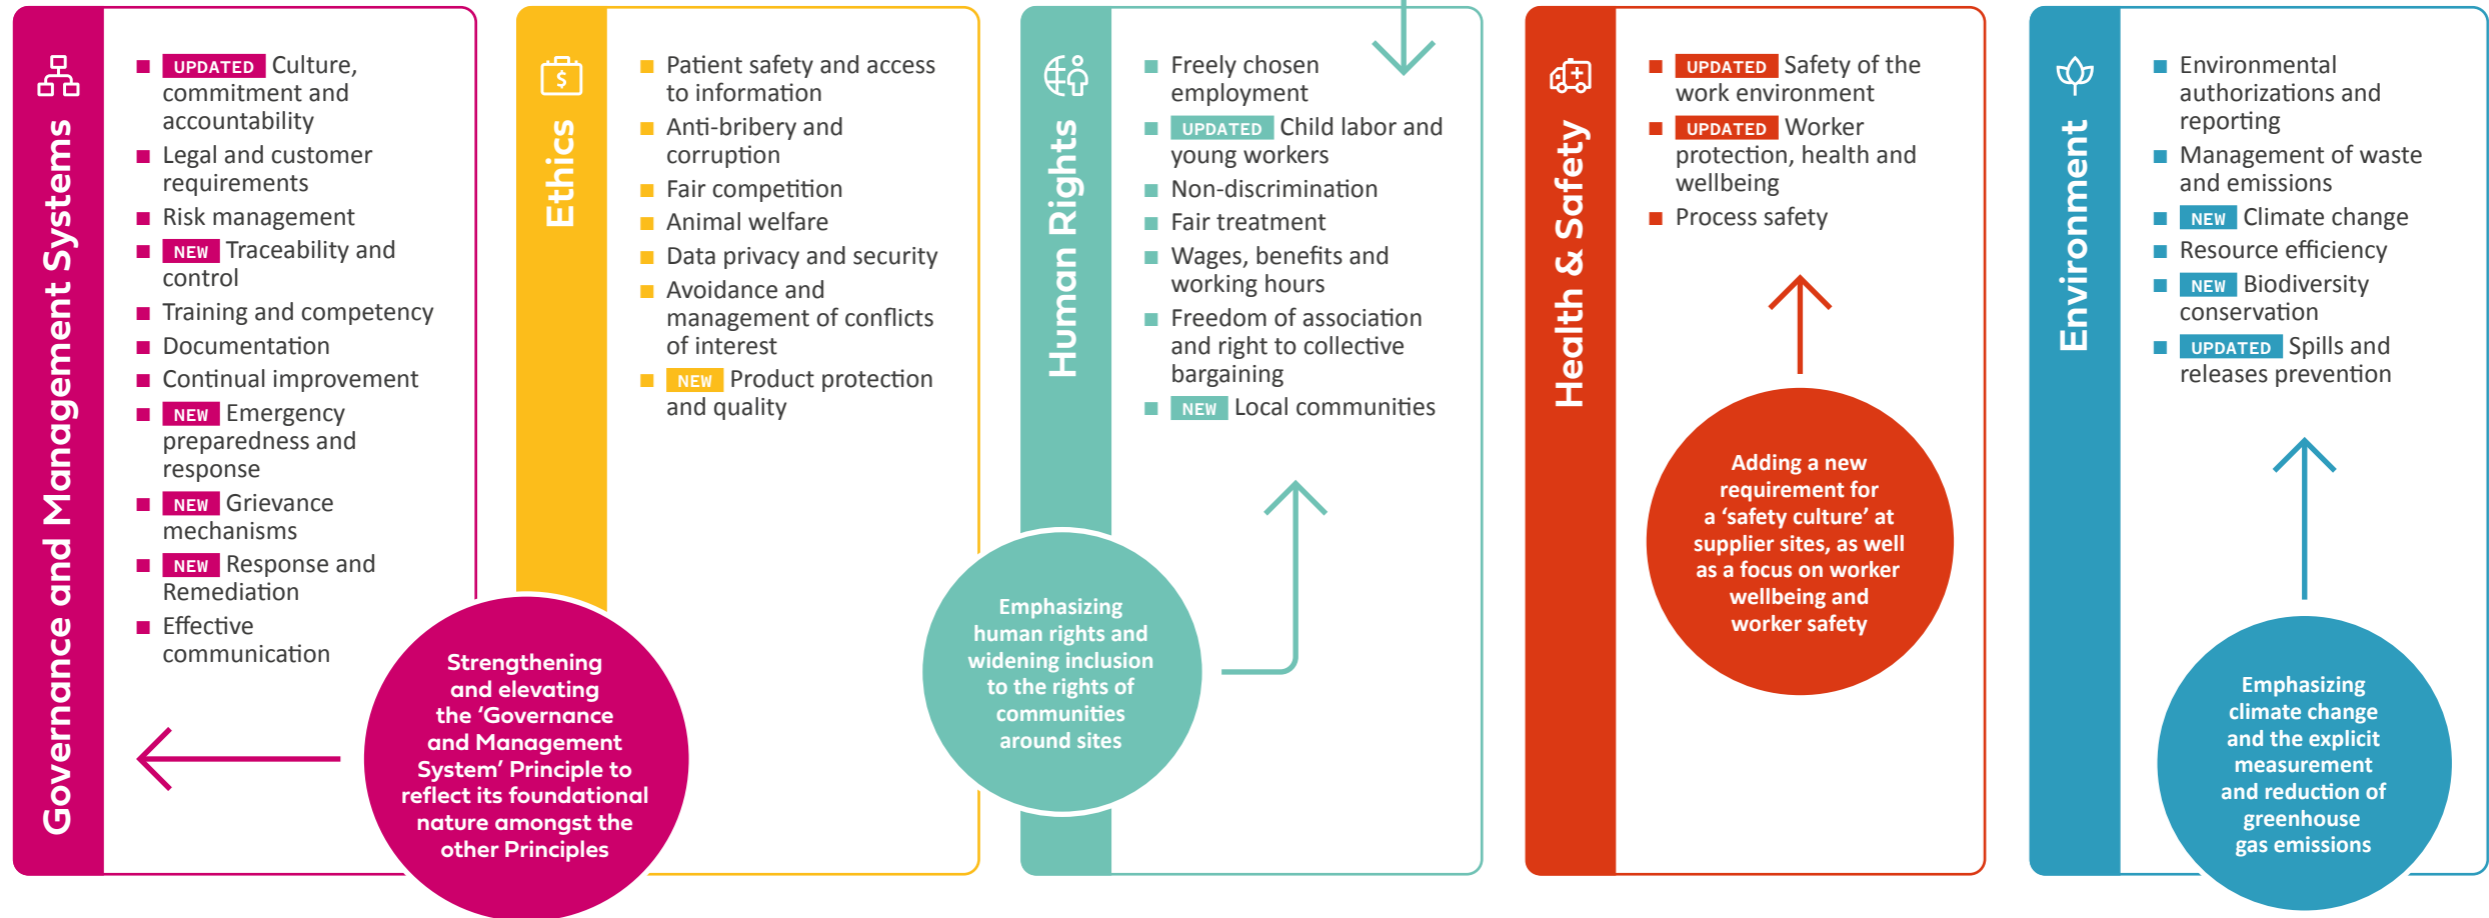 Governance and Management Systems
UPDATED Culture,
commitment and
accountability
Legal and customer
requirements
Risk management
NEW Traceability and
control
Training and competency
Documentation
Continual improvement
NEW Emergency
preparedness and
response
NEW Grievance
mechanisms
NEW Response and
Remediation
Effective
communication
Strengthening
and elevating
the ‘Governance
and Management
System’ Principle to
reflect its foundational
nature amongst the
other Principles
$
Ethics
Patient safety and access
to information
Anti-bribery and
corruption
Fair competition
Animal welfare
Data privacy and security
Avoidance and
management of conflicts
of interest
NEW Product protection
and quality
Human Rights
Freely chosen
employment
UPDATED Child labor and
young workers
Non-discrimination
Fair treatment
Wages, benefits and
working hours
Freedom of association
and right to collective
bargaining
NEW Local communities
Emphasizing
human rights and
widening inclusion
to the rights of
communities
around sites
Health & Safety
UPDATED Safety of the
work environment
UPDATED Worker
protection, health and
wellbeing
Process safety
Adding a new
requirement for
a ‘safety culture’ at
supplier sites, as well
as a focus on worker
wellbeing and
worker safety
Environment
Environmental
authorizations and
reporting
Management of waste
and emissions
NEW Climate change
Resource efficiency
NEW Biodiversity
conservation
UPDATED Spills and
releases prevention
Emphasizing
climate change
and the explicit
measurement
and reduction of
greenhouse
gas emissions